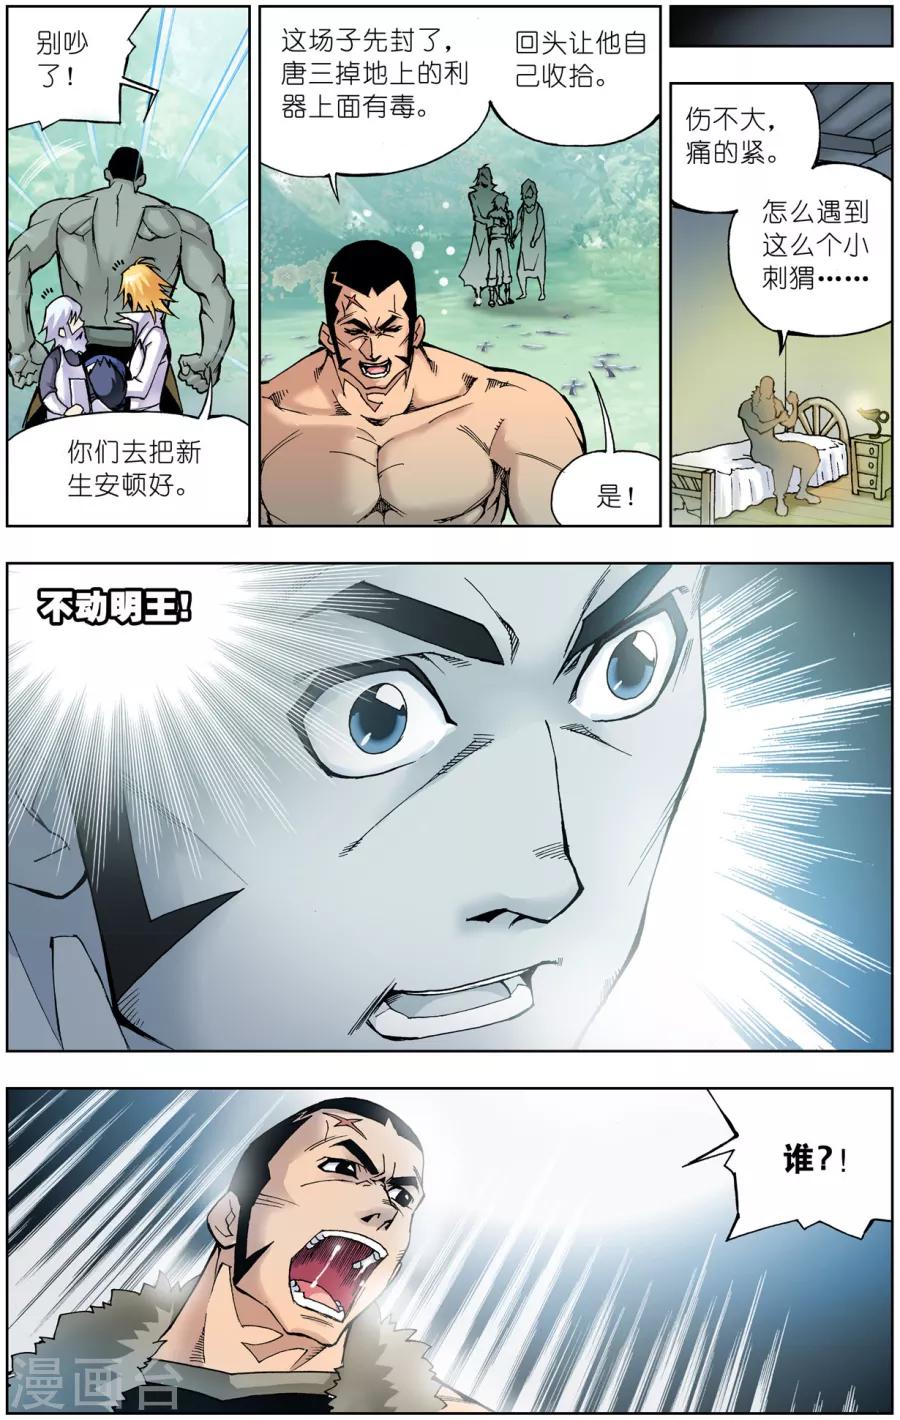 别吵
了！
你们去把新
生安顿好。
这场子先封了，
唐三掉地上的利
器上面有毒。
回头让他自
己收拾。
是！
伤不大，
痛的紧。
怎么遇到
这么个小
刺猬……
不动明王！
谁？！
漫画台